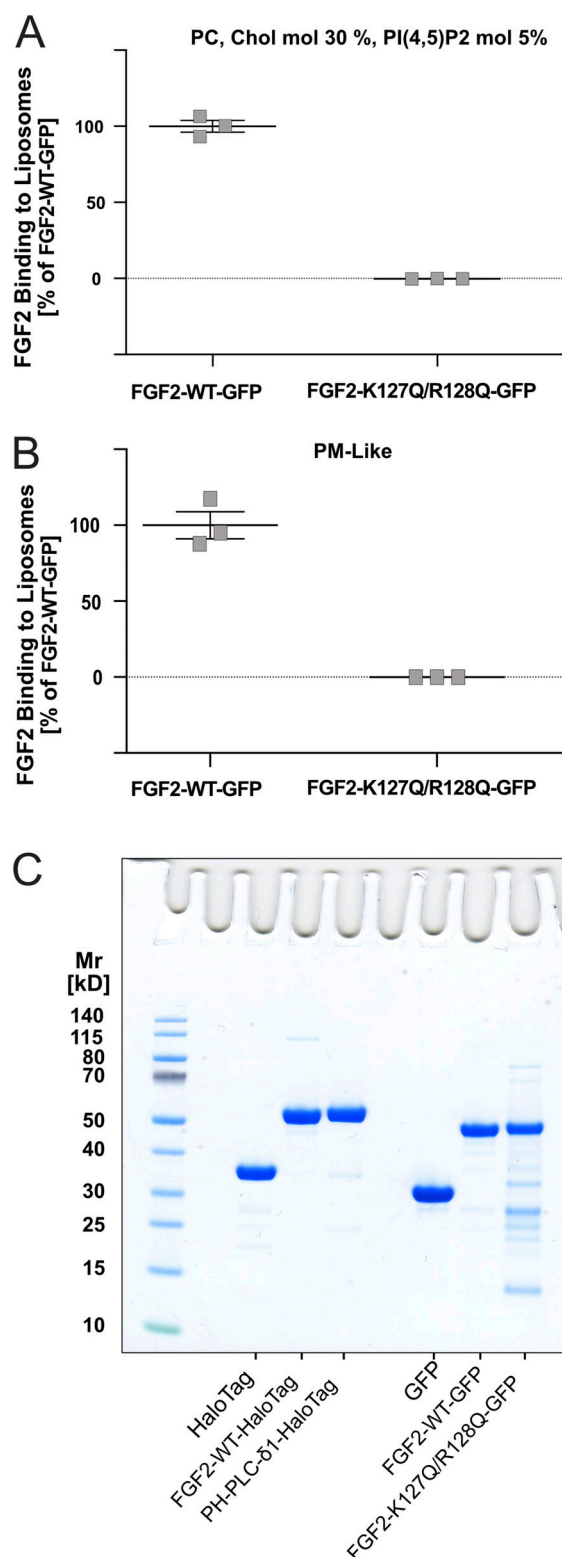 A
PC, Chol mol 30 %, PI(4,5)P2 mol 5%
FGF2 Binding to Liposomes
[% of FGF2-WT-GFP]
100
50
0
FGF2-WT-GFP
FGF2-K127Q/R128Q-GFP
B
PM-Like
FGF2 Binding to Liposomes
[% of FGF2-WT-GFP]
100
50
0
FGF2-WT-GFP
FGF2-K127Q/R128Q-GFP
C
Mr
[kD]
140
115
80
70
50
40
30
25
15
10
HaloTag
FGF2-WT-HaloTag
PH-PLC-δ1-HaloTag
GFP
FGF2-WT-GFP
FGF2-K127Q/R128Q-GFP